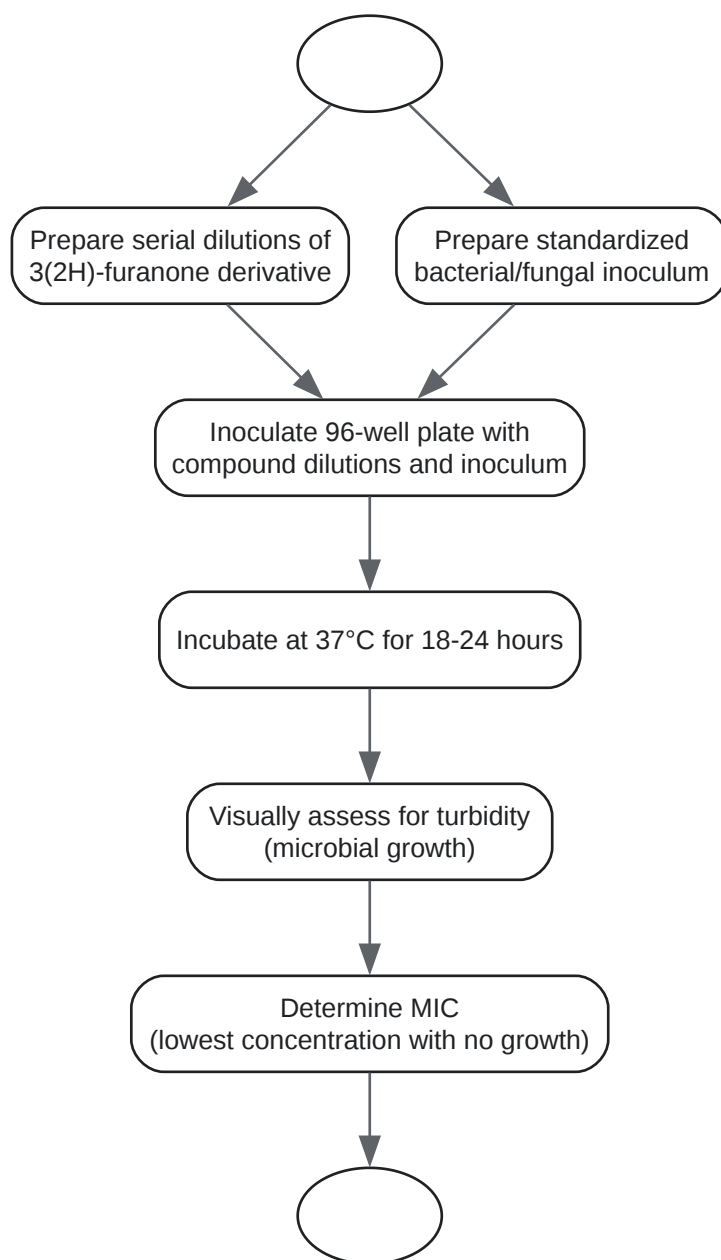 Prepare serial dilutions of
3(2H)-furanone derivative
Prepare standardized
bacterial/fungal inoculum
Inoculate 96-well plate with
compound dilutions and inoculum
Incubate at 37°C for 18-24 hours
Visually assess for turbidity
(microbial growth)
Determine MIC
(lowest concentration with no growth)